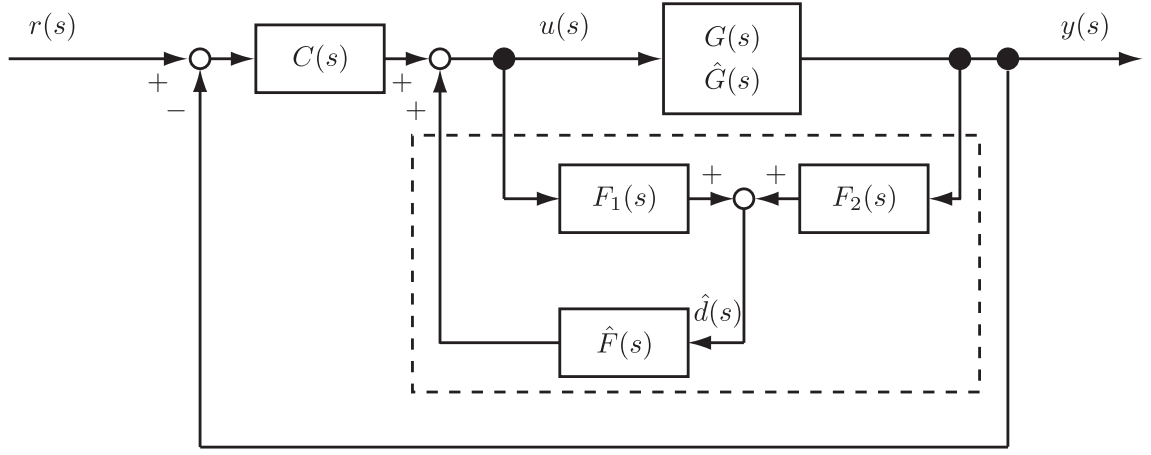 r(s)
u(s)
y(s)
C(s)
G(s)
Ĝ(s)
+
−
+
+
F₁(s)
+
+
F₂(s)
d̂(s)
F̂(s)